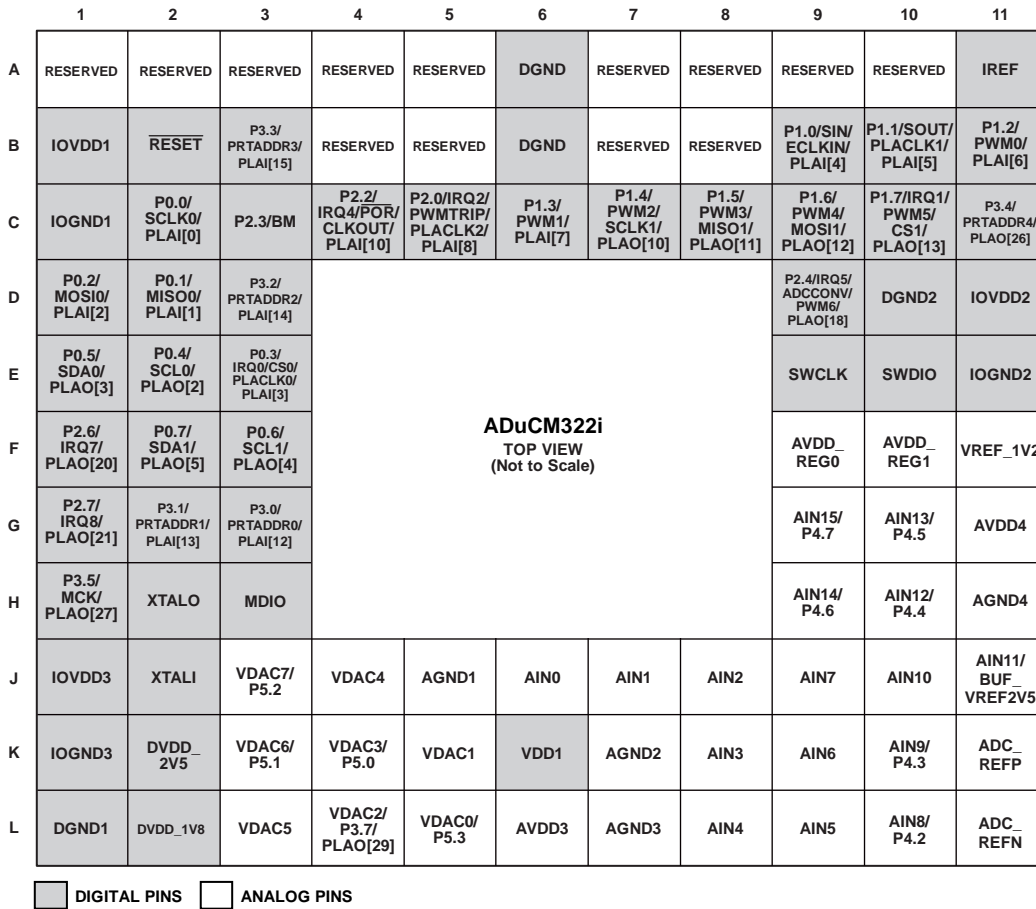 1 2 3 4 5 6 7 8 9 10 11
A RESERVED RESERVED RESERVED RESERVED RESERVED DGND RESERVED RESERVED RESERVED RESERVED IREF
B IOVDD1 RESET P3.3/ PRTADDR3/ PLAI[15] RESERVED RESERVED DGND RESERVED RESERVED P1.0/SIN/ ECLKIN/ PLAI[4] P1.1/SOUT/ PLACLK1/ PLAI[5] P1.2/ PWM0/ PLAI[6]
C IOGND1 P0.0/ SCLK0/ PLAI[0] P2.3/BM P2.2/ IRQ4/POR/ CLKOUT/ PLAI[10] P2.0/IRQ2/ PWMTRIP/ PLACLK2/ PLAI[8] P1.3/ PWM1/ PLAI[7] P1.4/ PWM2/ SCLK1/ PLAO[10] P1.5/ PWM3/ MISO1/ PLAO[11] P1.6/ PWM4/ MOSI1/ PLAO[12] P1.7/IRQ1/ PWM5/ CS1/ PLAO[13] P3.4/ PRTADDR4/ PLAO[26]
D P0.2/ MOSI0/ PLAI[2] P0.1/ MISO0/ PLAI[1] P3.2/ PRTADDR2/ PLAI[14] P2.4/IRQ5/ ADCCONV/ PWM6/ PLAO[18] DGND2 IOVDD2
E P0.5/ SDA0/ PLAO[3] P0.4/ SCL0/ PLAO[2] P0.3/ IRQ0/CS0/ PLACLK0/ PLAI[3] SWCLK SWDIO IOGND2
ADuCM322i
TOP VIEW
(Not to Scale)
F P2.6/ IRQ7/ PLAO[20] P0.7/ SDA1/ PLAO[5] P0.6/ SCL1/ PLAO[4] AVDD_ REG0 AVDD_ REG1 VREF_1V2
G P2.7/ IRQ8/ PLAO[21] P3.1/ PRTADDR1/ PLAI[13] P3.0/ PRTADDR0/ PLAI[12] AIN15/ P4.7 AIN13/ P4.5 AVDD4
H P3.5/ MCK/ PLAO[27] XTALO MDIO AIN14/ P4.6 AIN12/ P4.4 AGND4
J IOVDD3 XTALI VDAC7/ P5.2 VDAC4 AGND1 AIN0 AIN1 AIN2 AIN7 AIN10 AIN11/ BUF_ VREF2V5
K IOGND3 DVDD_ 2V5 VDAC6/ P5.1 VDAC3/ P5.0 VDAC1 VDD1 AGND2 AIN3 AIN6 AIN9/ P4.3 ADC_ REFP
L DGND1 DVDD_1V8 VDAC5 VDAC2/ P3.7/ PLAO[29] VDAC0/ P5.3 AVDD3 AGND3 AIN4 AIN5 AIN8/ P4.2 ADC_ REFN
DIGITAL PINS ANALOG PINS